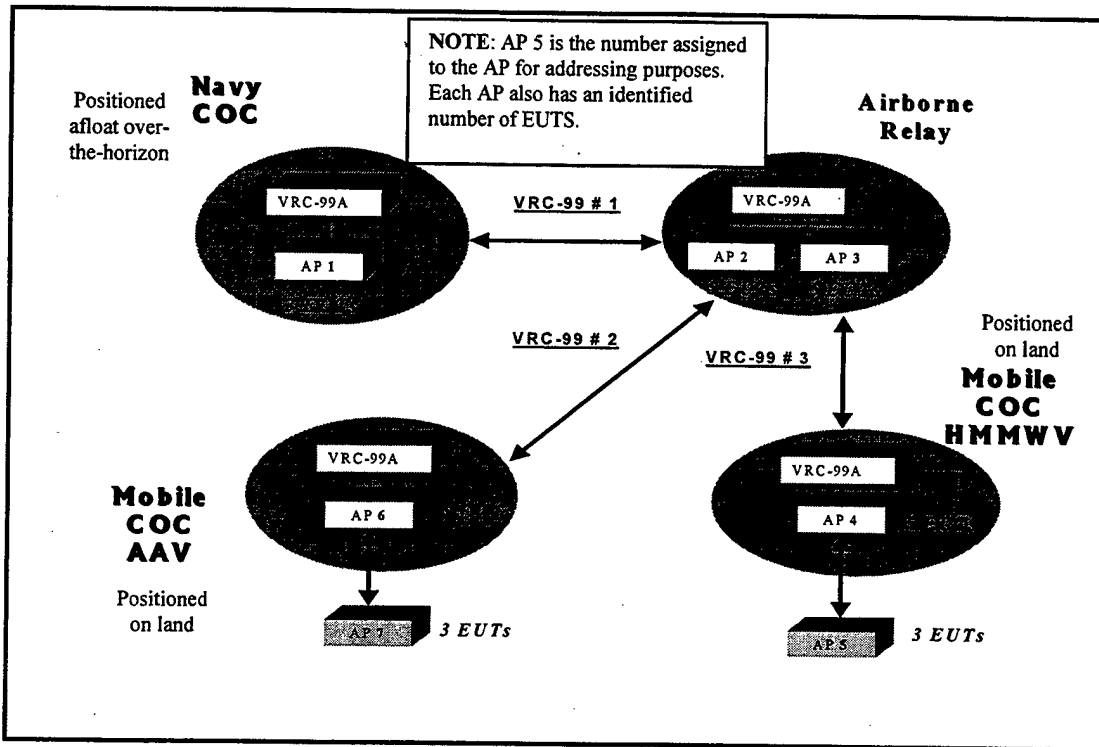 NOTE: AP 5 is the number assigned
to the AP for addressing purposes.
Each AP also has an identified
number of EUTS.
Navy
COC
Positioned
afloat over-
the-horizon
Airborne
Relay
VRC-99A
AP 1
VRC-99 # 1
VRC-99A
AP 2
AP 3
VRC-99 # 2
VRC-99 # 3
Positioned
on land
Mobile
COC
HMMWV
VRC-99A
AP 6
Mobile
COC
AAV
Positioned
on land
VRC-99A
AP 4
AP 7
3 EUTs
AP 5
3 EUTs